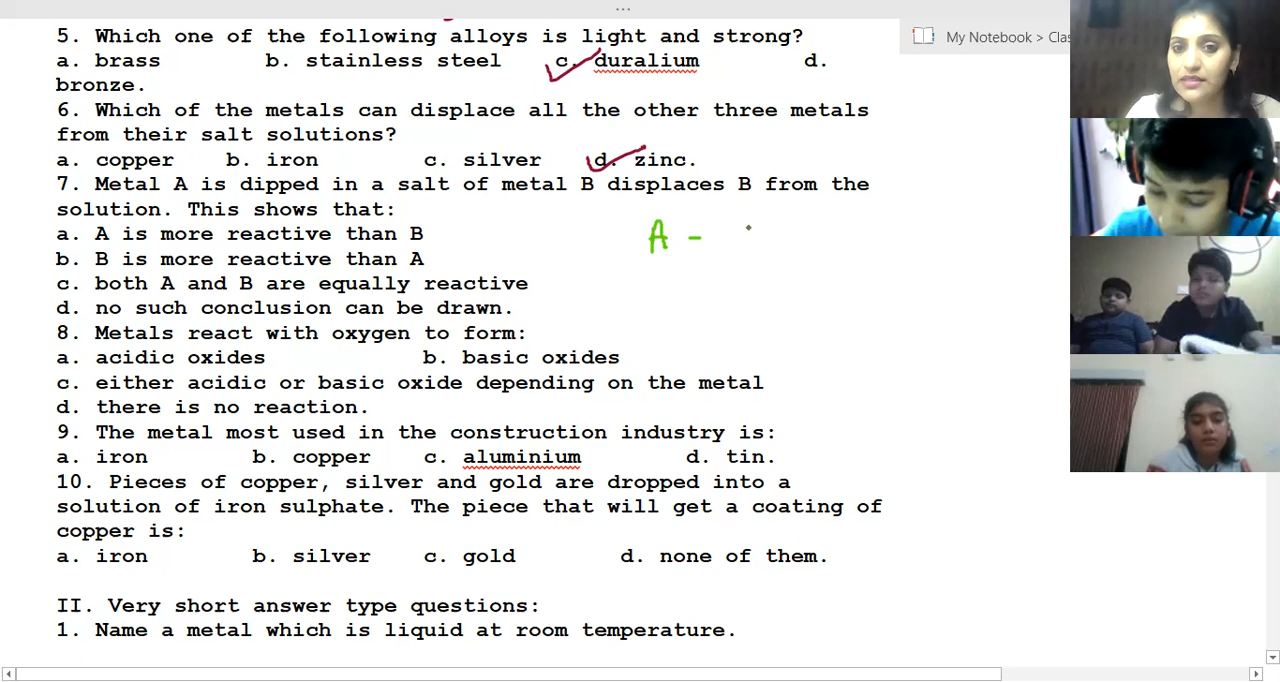 5. Which one of the following alloys is light and strong?
a. brass b. stainless steel c. duralium d.
bronze.
6. Which of the metals can displace all the other three metals
from their salt solutions?
a. copper b. iron c. silver d. zinc.
7. Metal A is dipped in a salt of metal B displaces B from the
solution. This shows that:
a. A is more reactive than B
b. B is more reactive than A
c. both A and B are equally reactive
d. no such conclusion can be drawn.
8. Metals react with oxygen to form:
a. acidic oxides b. basic oxides
c. either acidic or basic oxide depending on the metal
d. there is no reaction.
9. The metal most used in the construction industry is:
a. iron b. copper c. aluminium d. tin.
10. Pieces of copper, silver and gold are dropped into a
solution of iron sulphate. The piece that will get a coating of
copper is:
a. iron b. silver c. gold d. none of them.
II. Very short answer type questions:
1. Name a metal which is liquid at room temperature.
A -
My Notebook > Clas